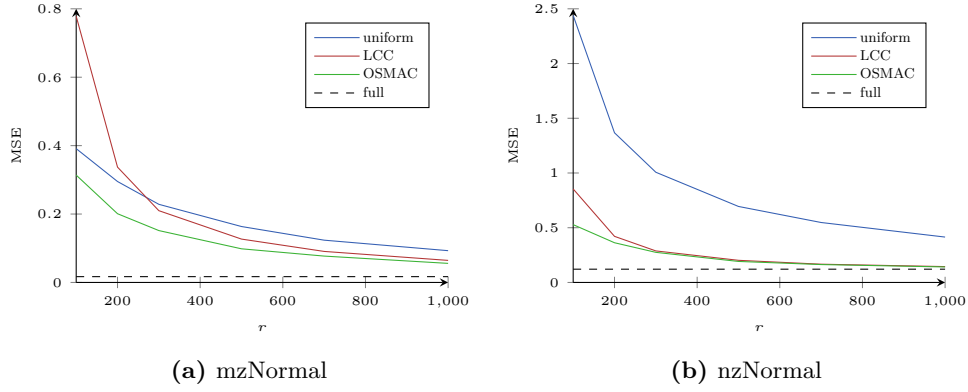 0.8
0.6
0.4
0.2
0
MSE
200
400
600
800
1,000
r
uniform
LCC
OSMAC
full
(a) mzNormal
2.5
2
1.5
1
0.5
0
MSE
200
400
600
800
1,000
r
uniform
LCC
OSMAC
full
(b) nzNormal